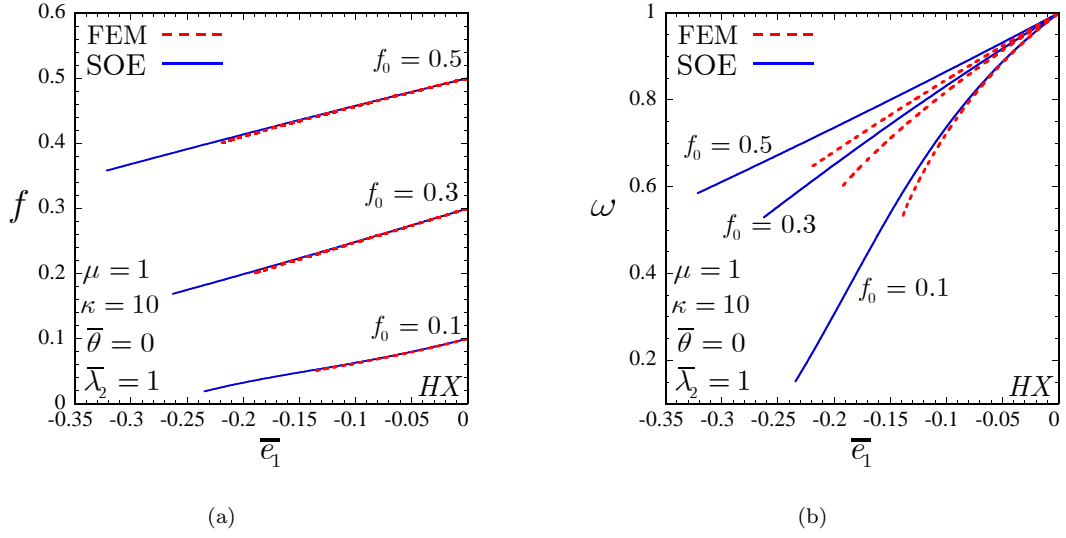 0.6
FEM
SOE
f₀ = 0.5
0.5
0.4
f
f₀ = 0.3
0.3
μ = 1
0.2
κ = 10
θ̅ = 0
f₀ = 0.1
0.1
λ̅₂ = 1
HX
0
-0.35 -0.3 -0.25 -0.2 -0.15 -0.1 -0.05 0
e̅₁
(a)
1
FEM
SOE
0.8
f₀ = 0.5
0.6
ω
f₀ = 0.3
μ = 1
0.4
f₀ = 0.1
κ = 10
θ̅ = 0
λ̅₂ = 1
0.2
HX
-0.35 -0.3 -0.25 -0.2 -0.15 -0.1 -0.05 0
e̅₁
(b)